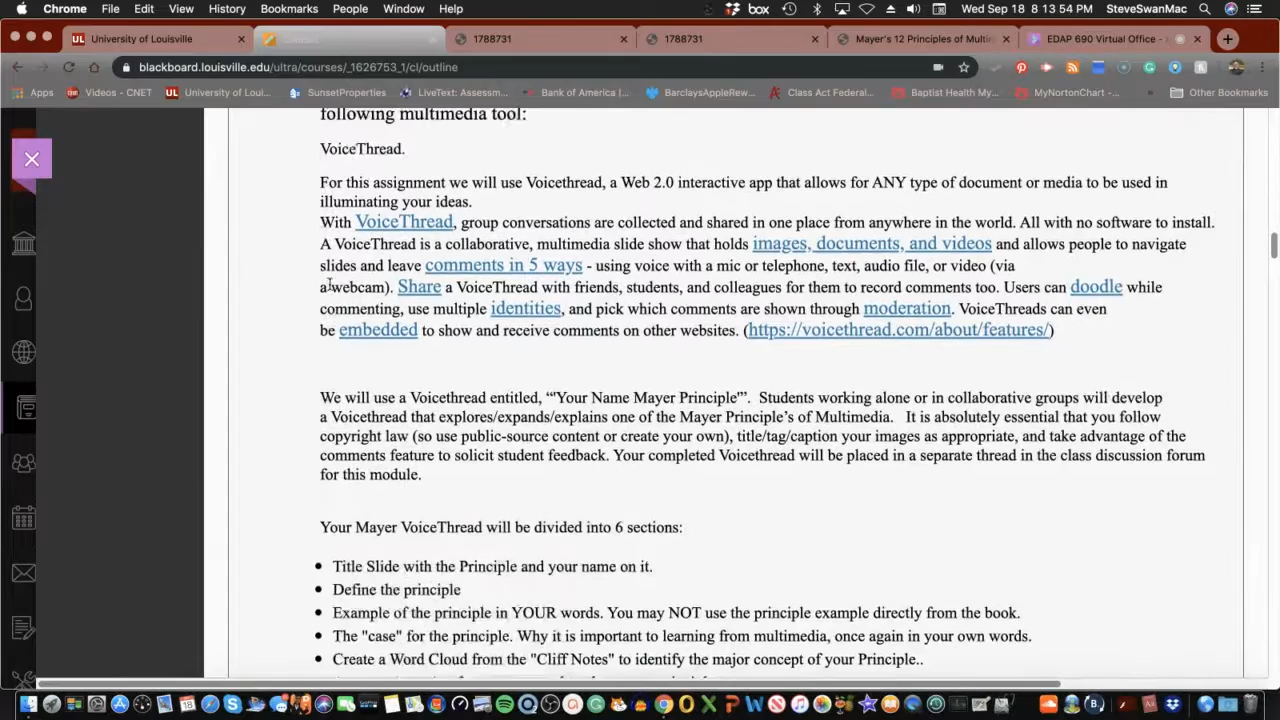 Chrome File Edit View History Bookmarks People Window Help box Wed Sep 18 8:13:54 PM SteveSwanMac
University of Louisville 1788731 1788731 Mayer's 12 Principles of Mult EDAP 690 Virtual Office -
blackboard.louisville.edu/ultra/courses/_1626753_1/cl/outline
Apps Videos - CNET University of Loui... SunsetProperties LiveText: Assessm... Bank of America |... BarclaysAppleRew... Class Act Federal... Baptist Health My... MyNortonChart -... » Other Bookmarks
following multimedia tool:
VoiceThread.
For this assignment we will use Voicethread, a Web 2.0 interactive app that allows for ANY type of document or media to be used in
illuminating your ideas.
With VoiceThread, group conversations are collected and shared in one place from anywhere in the world. All with no software to install.
A VoiceThread is a collaborative, multimedia slide show that holds images, documents, and videos and allows people to navigate
slides and leave comments in 5 ways - using voice with a mic or telephone, text, audio file, or video (via
a webcam). Share a VoiceThread with friends, students, and colleagues for them to record comments too. Users can doodle while
commenting, use multiple identities, and pick which comments are shown through moderation. VoiceThreads can even
be embedded to show and receive comments on other websites. (https://voicethread.com/about/features/)
We will use a Voicethread entitled, “"Your Name Mayer Principle"”. Students working alone or in collaborative groups will develop
a Voicethread that explores/expands/explains one of the Mayer Principle’s of Multimedia. It is absolutely essential that you follow
copyright law (so use public-source content or create your own), title/tag/caption your images as appropriate, and take advantage of the
comments feature to solicit student feedback. Your completed Voicethread will be placed in a separate thread in the class discussion forum
for this module.
Your Mayer VoiceThread will be divided into 6 sections:
• Title Slide with the Principle and your name on it.
• Define the principle
• Example of the principle in YOUR words. You may NOT use the principle example directly from the book.
• The "case" for the principle. Why it is important to learning from multimedia, once again in your own words.
• Create a Word Cloud from the "Cliff Notes" to identify the major concept of your Principle..